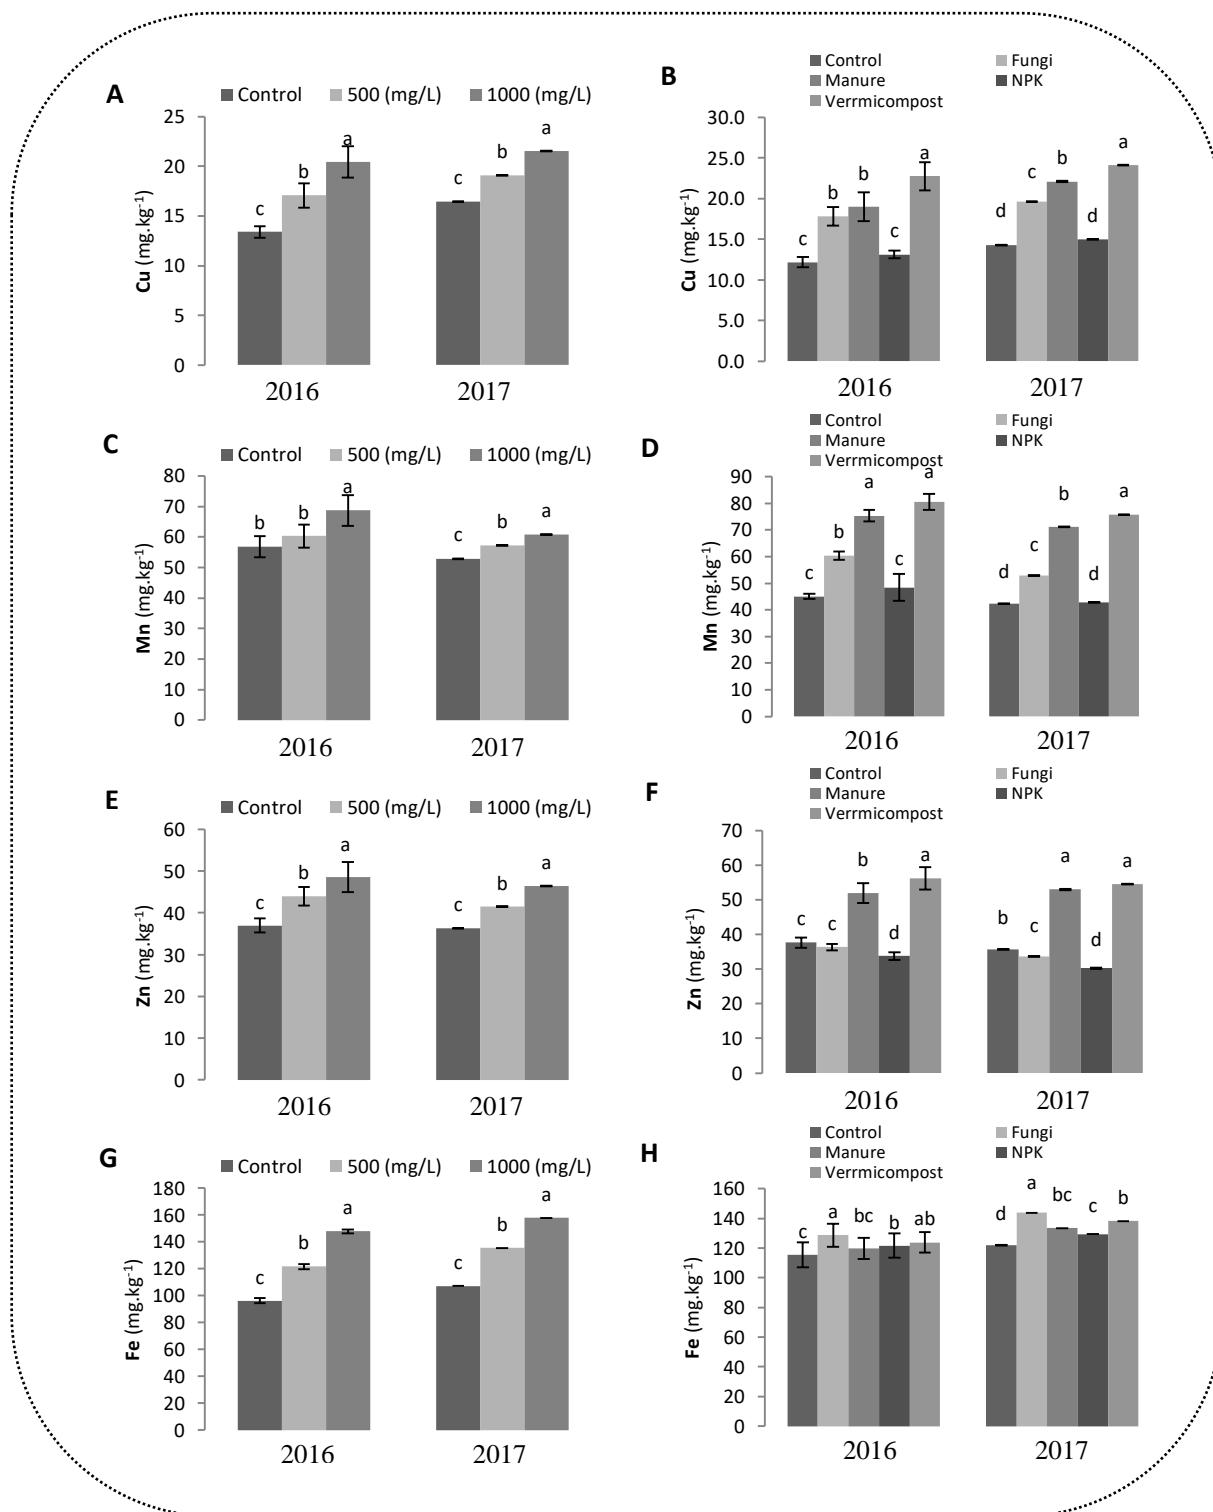 A
Control 500 (mg/L) 1000 (mg/L)
25
20
15
10
5
0
Cu (mg.kg-1)
c b a c b a
2016 2017
B
Control Fungi
Manure NPK
Verrmicompost
30.0
25.0
20.0
15.0
10.0
5.0
0.0
Cu (mg.kg-1)
c b b c a d c b d a
2016 2017
C
Control 500 (mg/L) 1000 (mg/L)
80
70
60
50
40
30
20
10
0
Mn (mg.kg-1)
b b a c b a
2016 2017
D
Control Fungi
Manure NPK
Verrmicompost
90
80
70
60
50
40
30
20
10
0
Mn (mg.kg-1)
c b a c a d c b d a
2016 2017
E
Control 500 (mg/L) 1000 (mg/L)
60
50
40
30
20
10
0
Zn (mg.kg-1)
c b a c b a
2016 2017
F
Control Fungi
Manure NPK
Verrmicompost
70
60
50
40
30
20
10
0
Zn (mg.kg-1)
c c b d a b c a d a
2016 2017
G
Control 500 (mg/L) 1000 (mg/L)
180
160
140
120
100
80
60
40
20
0
Fe (mg.kg-1)
c b a c b a
2016 2017
H
Control Fungi
Manure NPK
Verrmicompost
160
140
120
100
80
60
40
20
0
Fe (mg.kg-1)
c a bc b ab d a bc c b
2016 2017